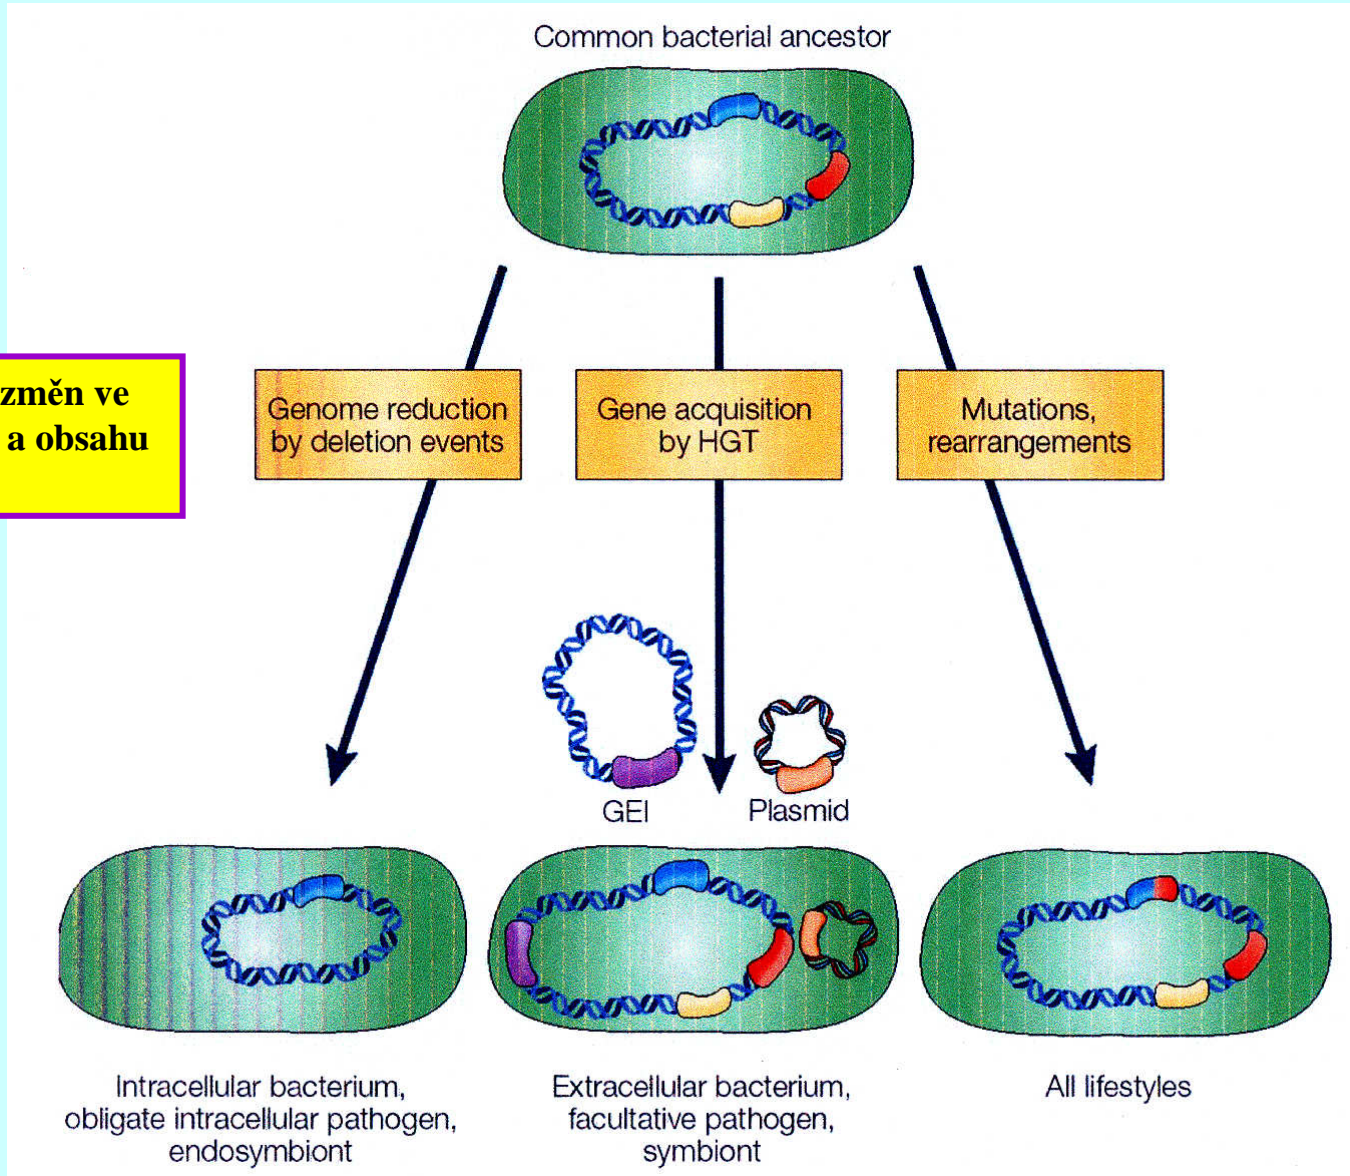 Common bacterial ancestor
změn ve
a obsahu
Genome reduction
by deletion events
Gene acquisition
by HGT
Mutations,
rearrangements
GEI
Plasmid
Intracellular bacterium,
obligate intracellular pathogen,
endosymbiont
Extracellular bacterium,
facultative pathogen,
symbiont
All lifestyles